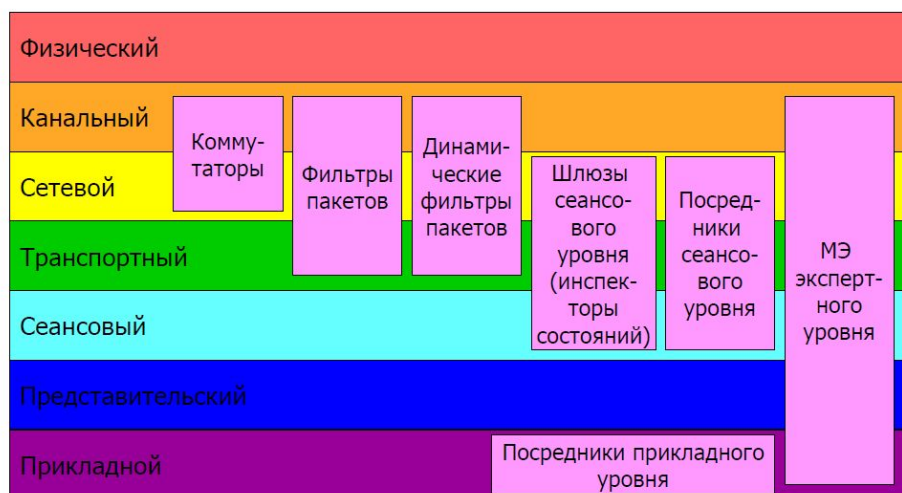 Физический
Канальный
Сетевой
Транспортный
Сеансовый
Представительский
Прикладной
Комму-
таторы
Фильтры
пакетов
Динами-
ческие
фильтры
пакетов
Шлюзы
сеансо-
вого
уровня
(инспек-
торы
состояний)
Посред-
ники
сеансо-
вого
уровня
МЭ
эксперт-
ного
уровня
Посредники прикладного
уровня